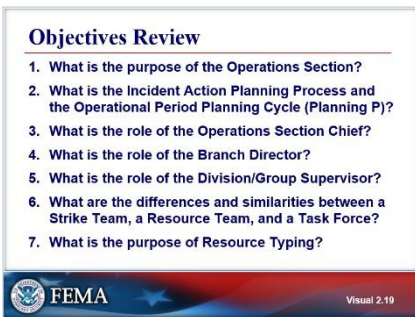 Objectives Review
1. What is the purpose of the Operations Section?
2. What is the Incident Action Planning Process and
the Operational Period Planning Cycle (Planning P)?
3. What is the role of the Operations Section Chief?
4. What is the role of the Branch Director?
5. What is the role of the Division/Group Supervisor?
6. What are the differences and similarities between a
Strike Team, a Resource Team, and a Task Force?
7. What is the purpose of Resource Typing?
FEMA
Visual 2.19